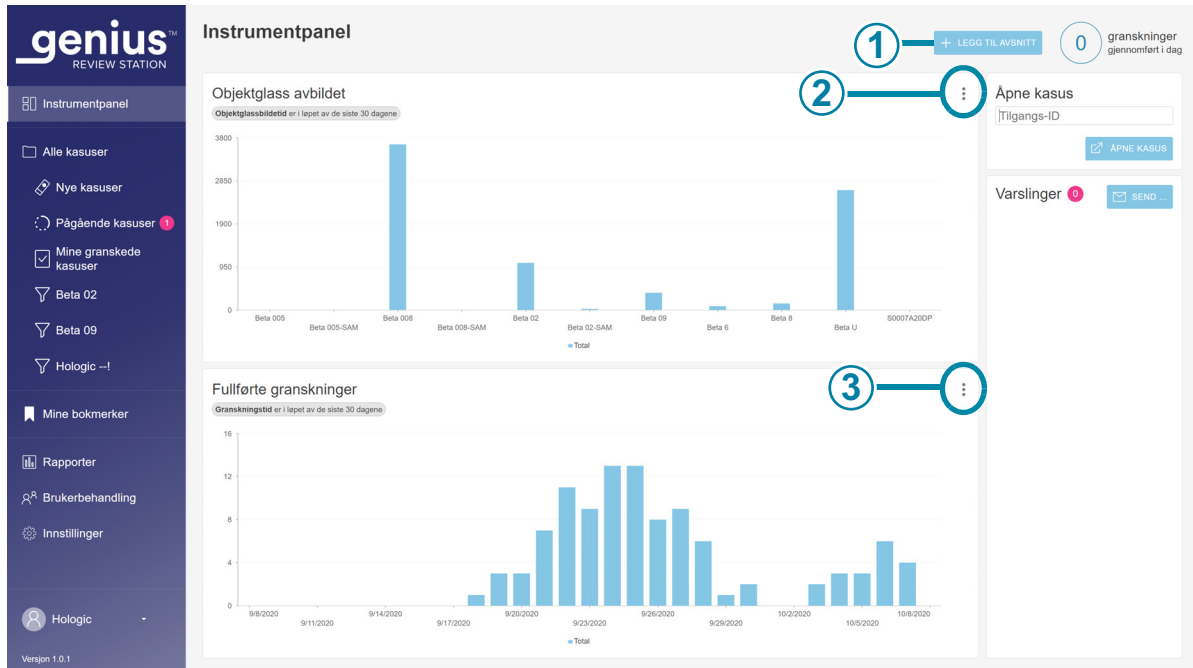 genius™
REVIEW STATION
Instrumentpanel
Alle kasuser
Nye kasuser
Pågående kasuser 1
Mine granskede
kasuser
Beta 02
Beta 09
Hologic --!
Mine bokmerker
Rapporter
Brukerbehandling
Innstillinger
Hologic
Versjon 1.0.1
Instrumentpanel
1
+ LEGG TIL AVSNITT
0
granskninger
gjennomført i dag
Objektglass avbildet
2
Objektglassbildetid er i løpet av de siste 30 dagene
3800
2850
1900
950
0
Beta 005
Beta 005-SAM
Beta 008
Beta 008-SAM
Beta 02
Beta 02-SAM
Beta 09
Beta 6
Beta 8
Beta U
S0007A20DP
Total
Fullførte granskninger
3
Granskningstid er i løpet av de siste 30 dagene
16
12
8
4
0
9/8/2020
9/11/2020
9/14/2020
9/17/2020
9/20/2020
9/23/2020
9/26/2020
9/29/2020
10/2/2020
10/5/2020
10/8/2020
Total
Åpne kasus
Tilgangs-ID
ÅPNE KASUS
Varslinger 0
SEND ...